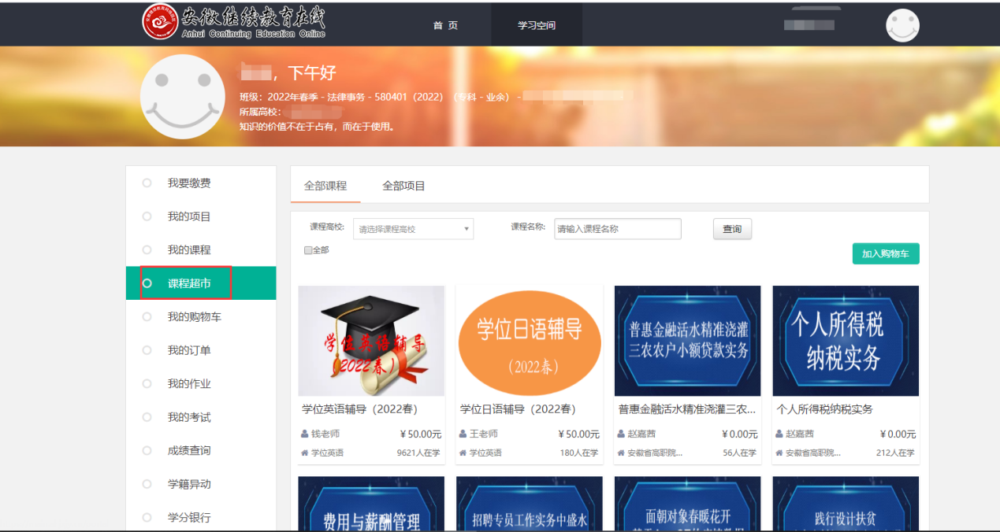 安徽继续教育在线
Anhui Continuing Education Online
首 页
学习空间
，下午好
班级：2022年春季 - 法律事务 - 580401（2022）（专科 - 业余） -
所属高校:
知识的价值不在于占有，而在于使用。
我要缴费
我的项目
我的课程
课程超市
我的购物车
我的订单
我的作业
我的考试
成绩查询
学籍异动
学分银行
全部课程 全部项目
课程高校: 请选择课程高校 课程名称: 请输入课程名称 查询
全部
加入购物车
学位英语辅导
（2022春）
学位英语辅导（2022春）
钱老师 ￥50.00元
学位英语 9621人在学
学位日语辅导
（2022春）
学位日语辅导（2022春）
王老师 ￥50.00元
学位英语 180人在学
普惠金融活水精准浇灌
三农农户小额贷款实务
普惠金融活水精准浇灌三农...
赵嘉茜 ￥0.00元
安徽省高职院... 56人在学
个人所得税
纳税实务
个人所得税纳税实务
赵嘉茜 ￥0.00元
安徽省高职院... 212人在学
费用与薪酬管理
招聘专员工作实务中盛水
面朝对象春暖花开
践行设计扶贫